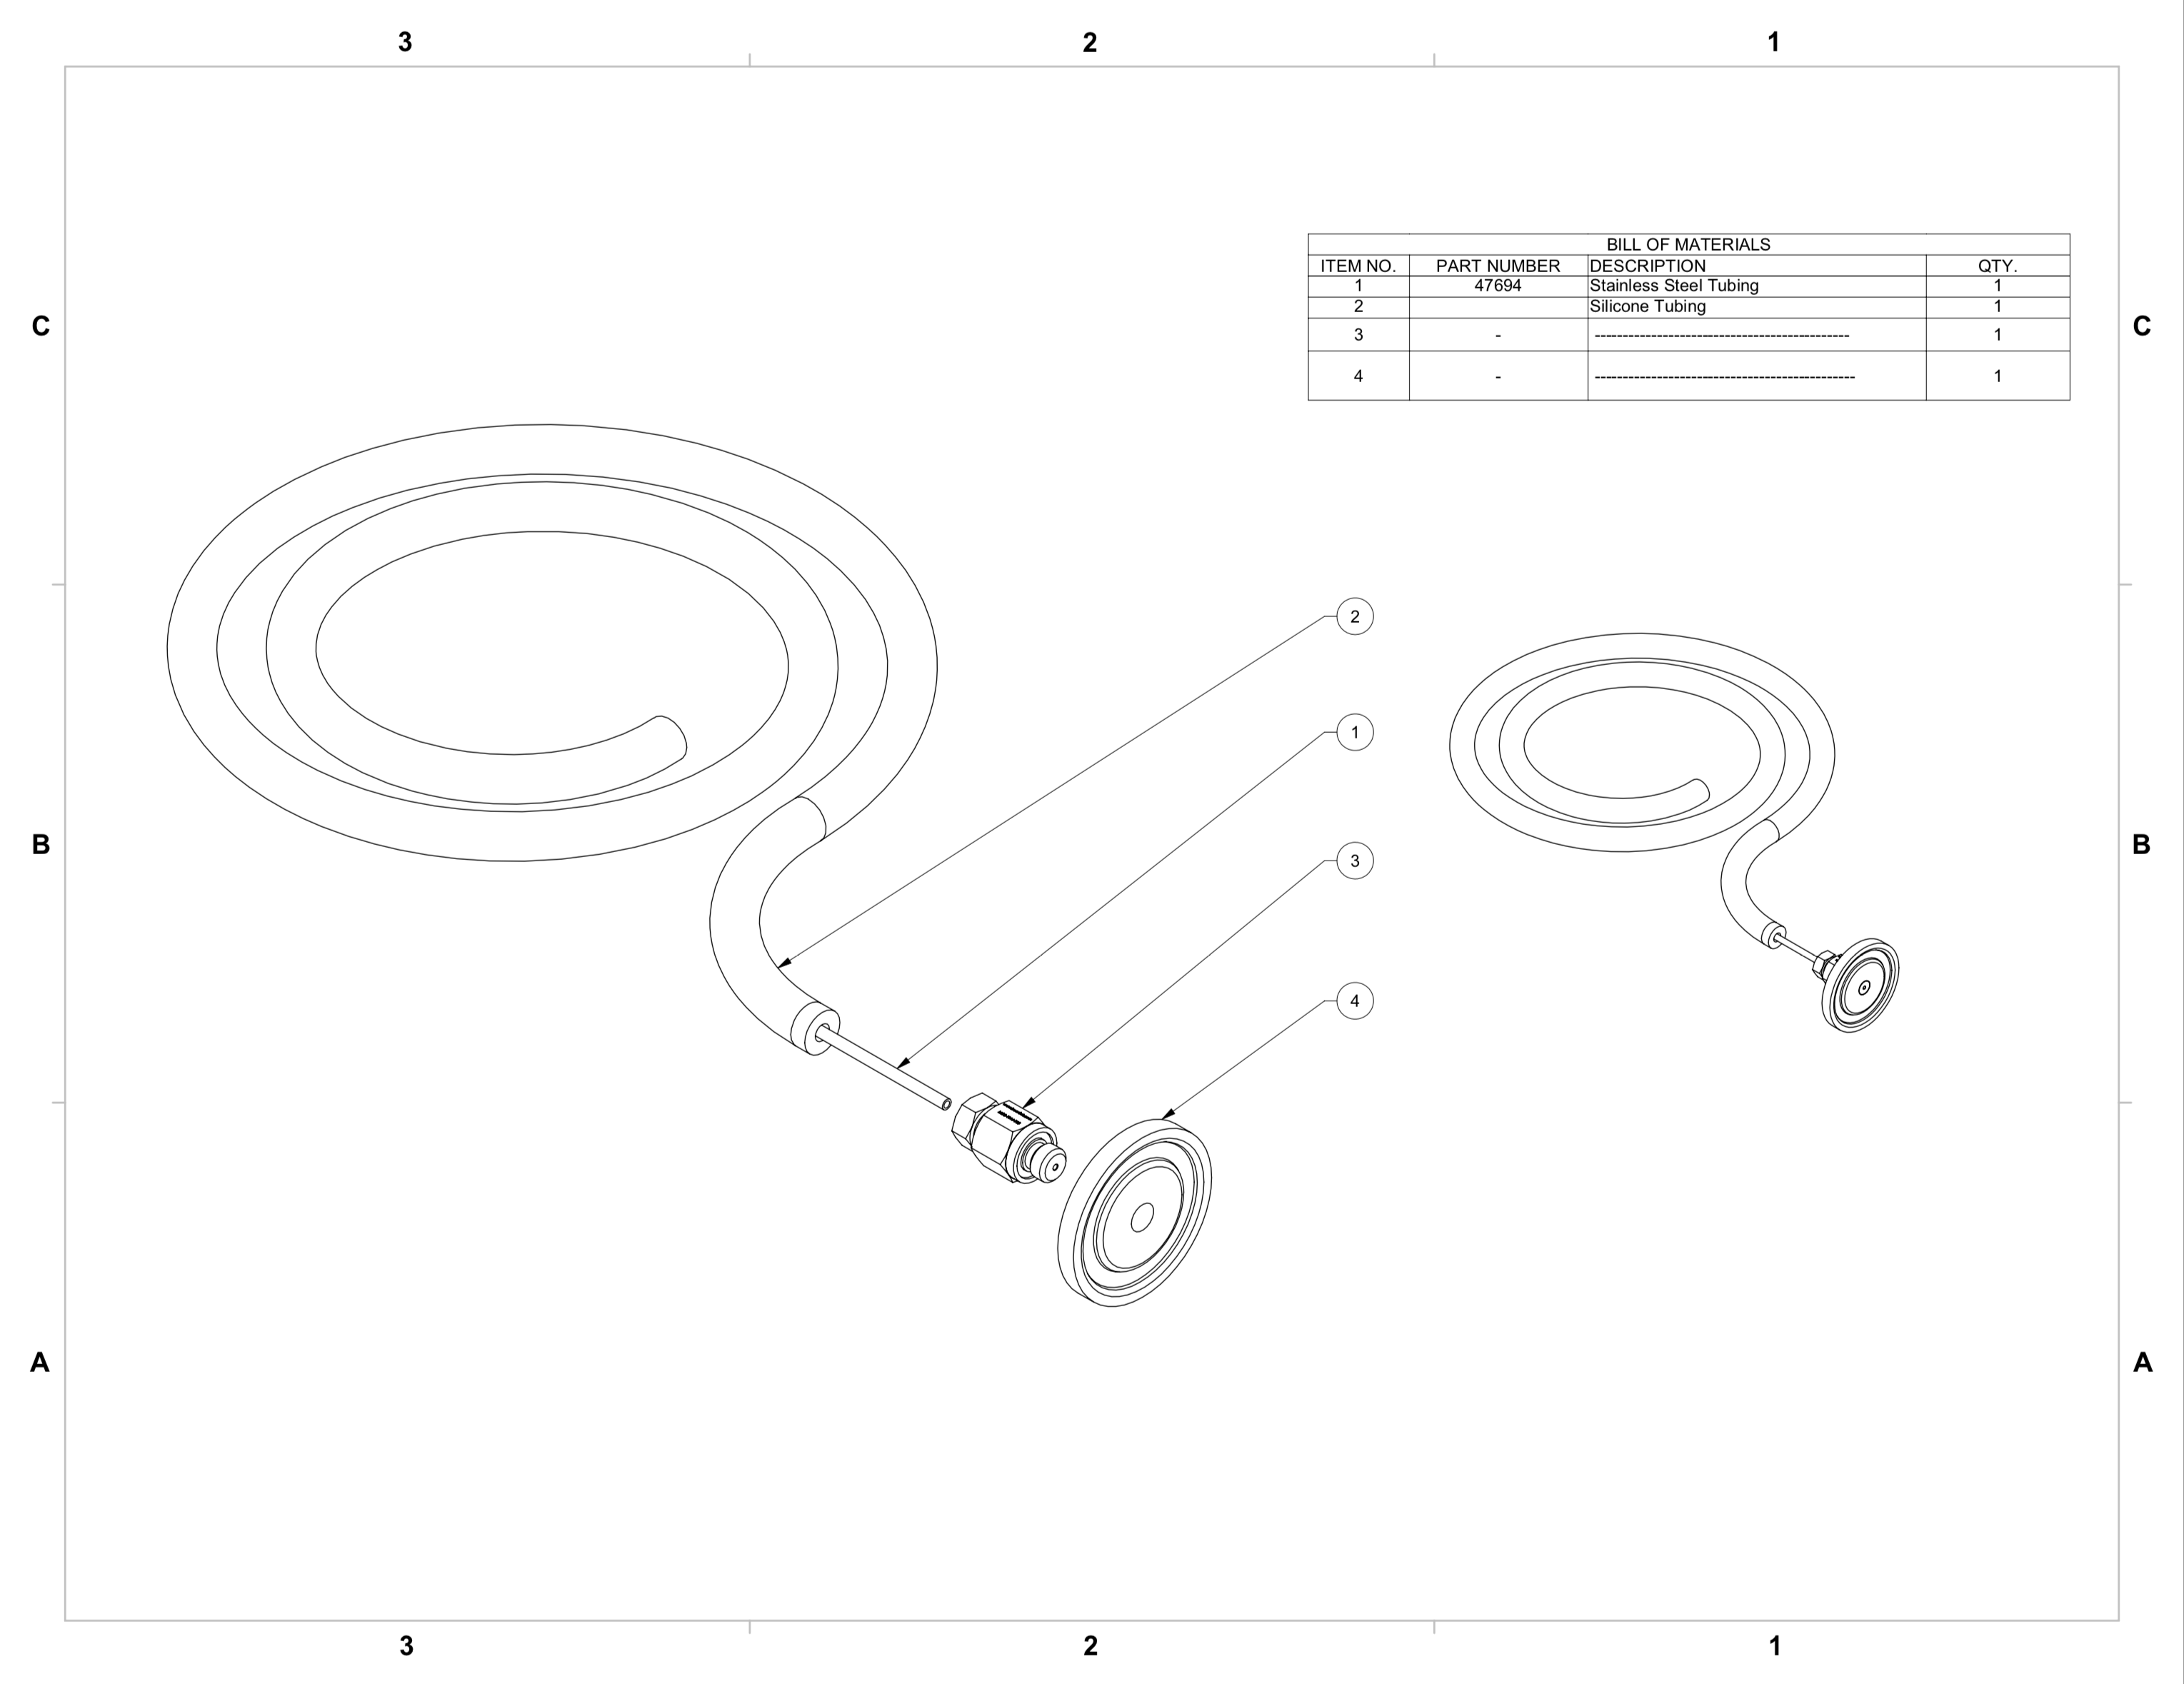 3 2 1
BILL OF MATERIALS
ITEM NO. PART NUMBER DESCRIPTION QTY.
1 47694 Stainless Steel Tubing 1
2 Silicone Tubing 1
3 - ---------------------------------------------- 1
4 - ----------------------------------------------- 1
C C
2
1
B B
3
4
A A
3 2 1